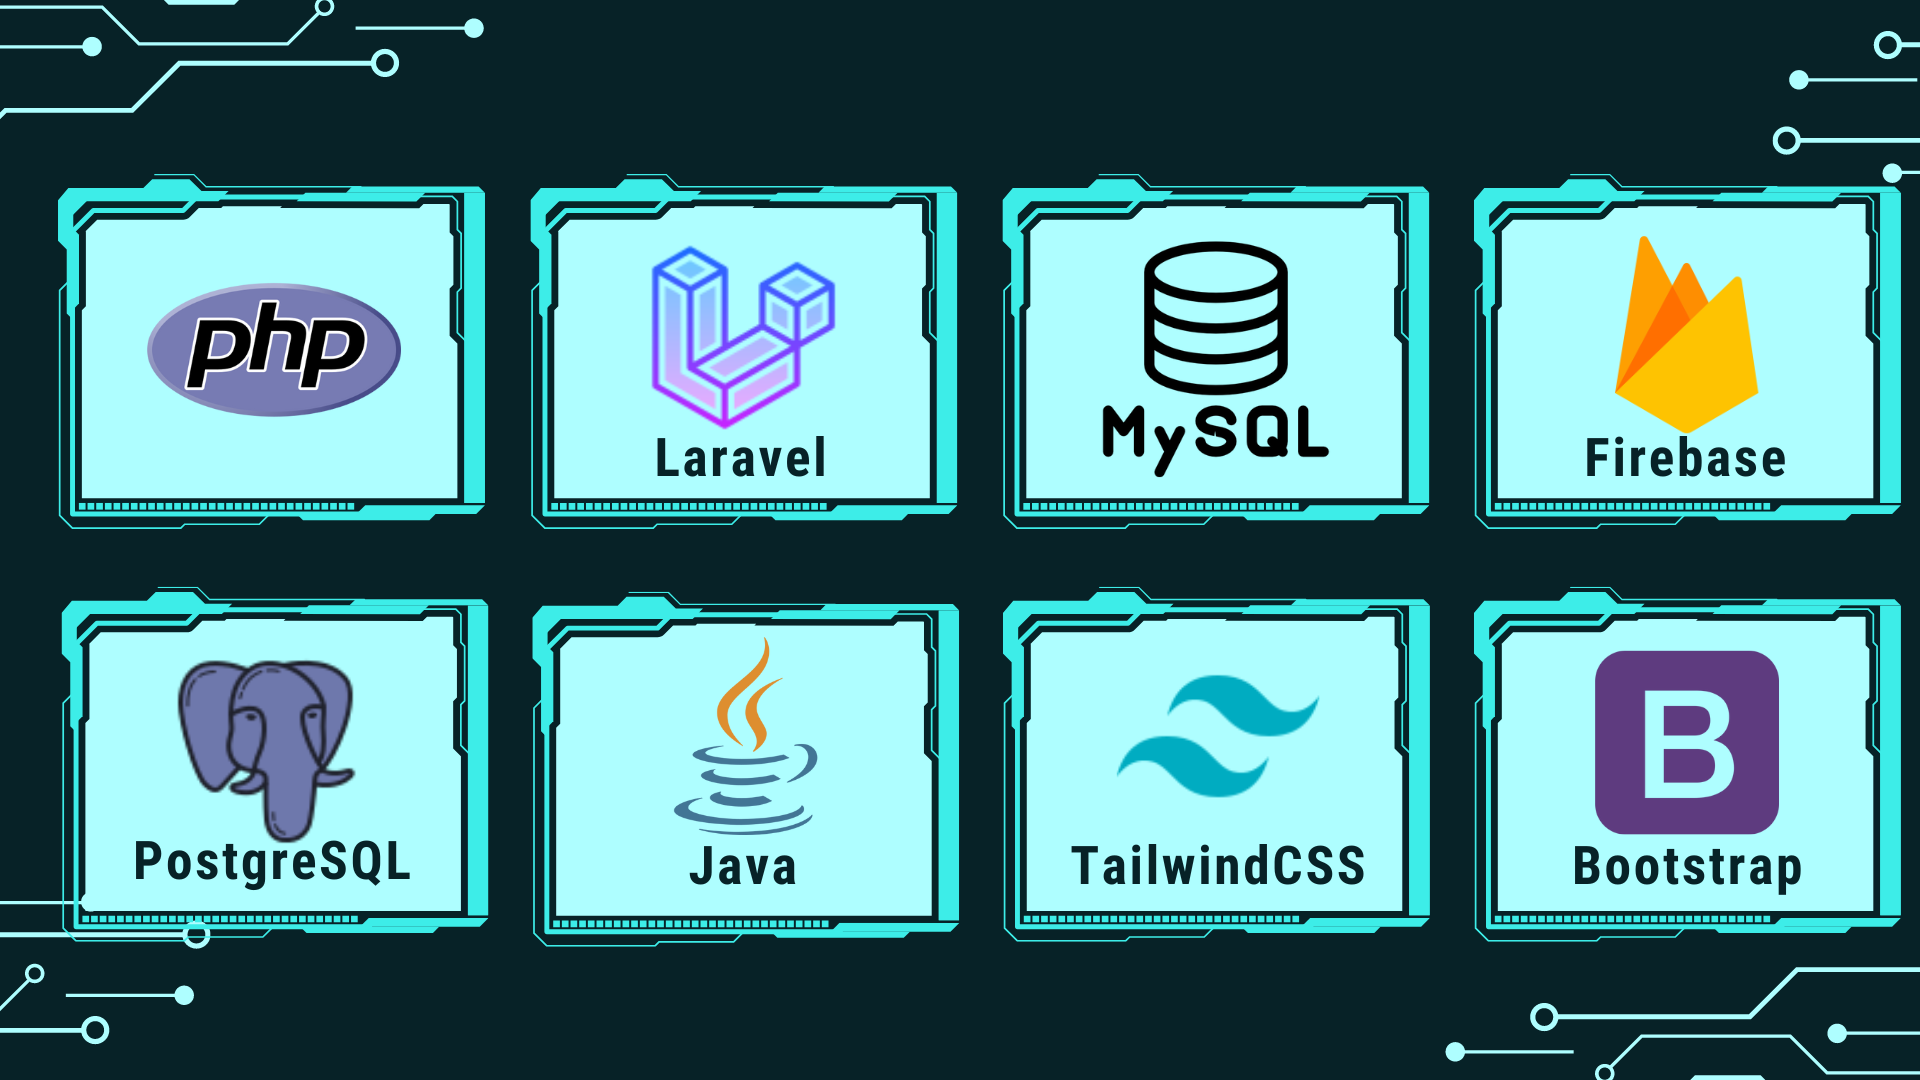 php
Laravel
MySQL
Firebase
PostgreSQL
Java
TailwindCSS
B
Bootstrap